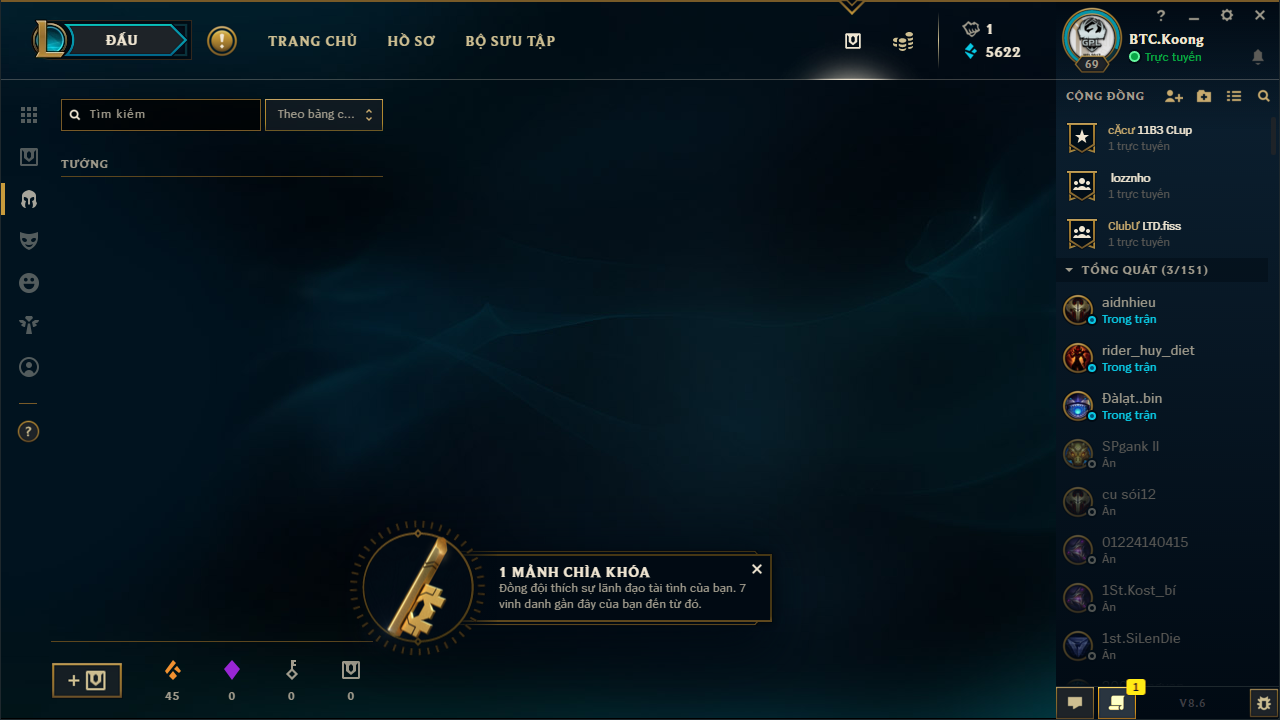 ĐẤU
!
TRANG CHỦ
HỒ SƠ
BỘ SƯU TẬP
1
5622
?
GPL
69
BTC.Koong
Trực tuyến
Tìm kiếm
Theo bảng c...
TƯỚNG
?
CỘNG ĐỒNG
cẶcư 11B3 CLup
1 trực tuyến
lozznho
1 trực tuyến
ClubƯ LTD.fiss
1 trực tuyến
TỔNG QUÁT (3/151)
aidnhieu
Trong trận
rider_huy_diet
Trong trận
Đàlạt..bin
Trong trận
SPgank II
Ẩn
cu sói12
Ẩn
01224140415
Ẩn
1St.Kost_bí
Ẩn
1st.SiLenDie
Ẩn
1 MẢNH CHÌA KHÓA
Đồng đội thích sự lãnh đạo tài tình của bạn. 7
vinh danh gần đây của bạn đến từ đó.
+
45
0
0
0
1
V8.6